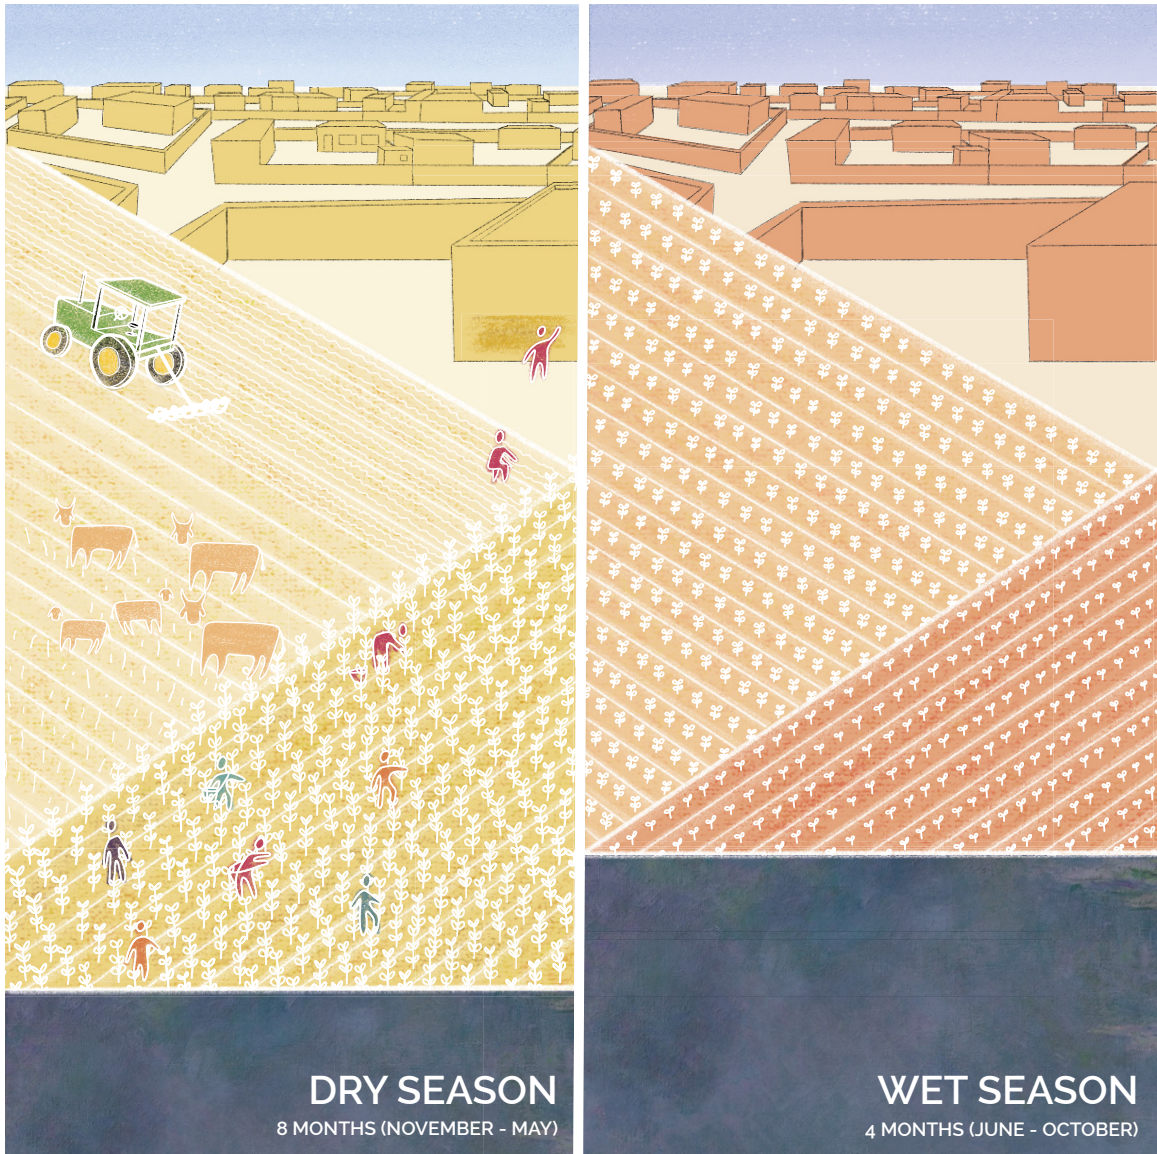 DRY SEASON
8 MONTHS (NOVEMBER - MAY)
WET SEASON
4 MONTHS (JUNE - OCTOBER)